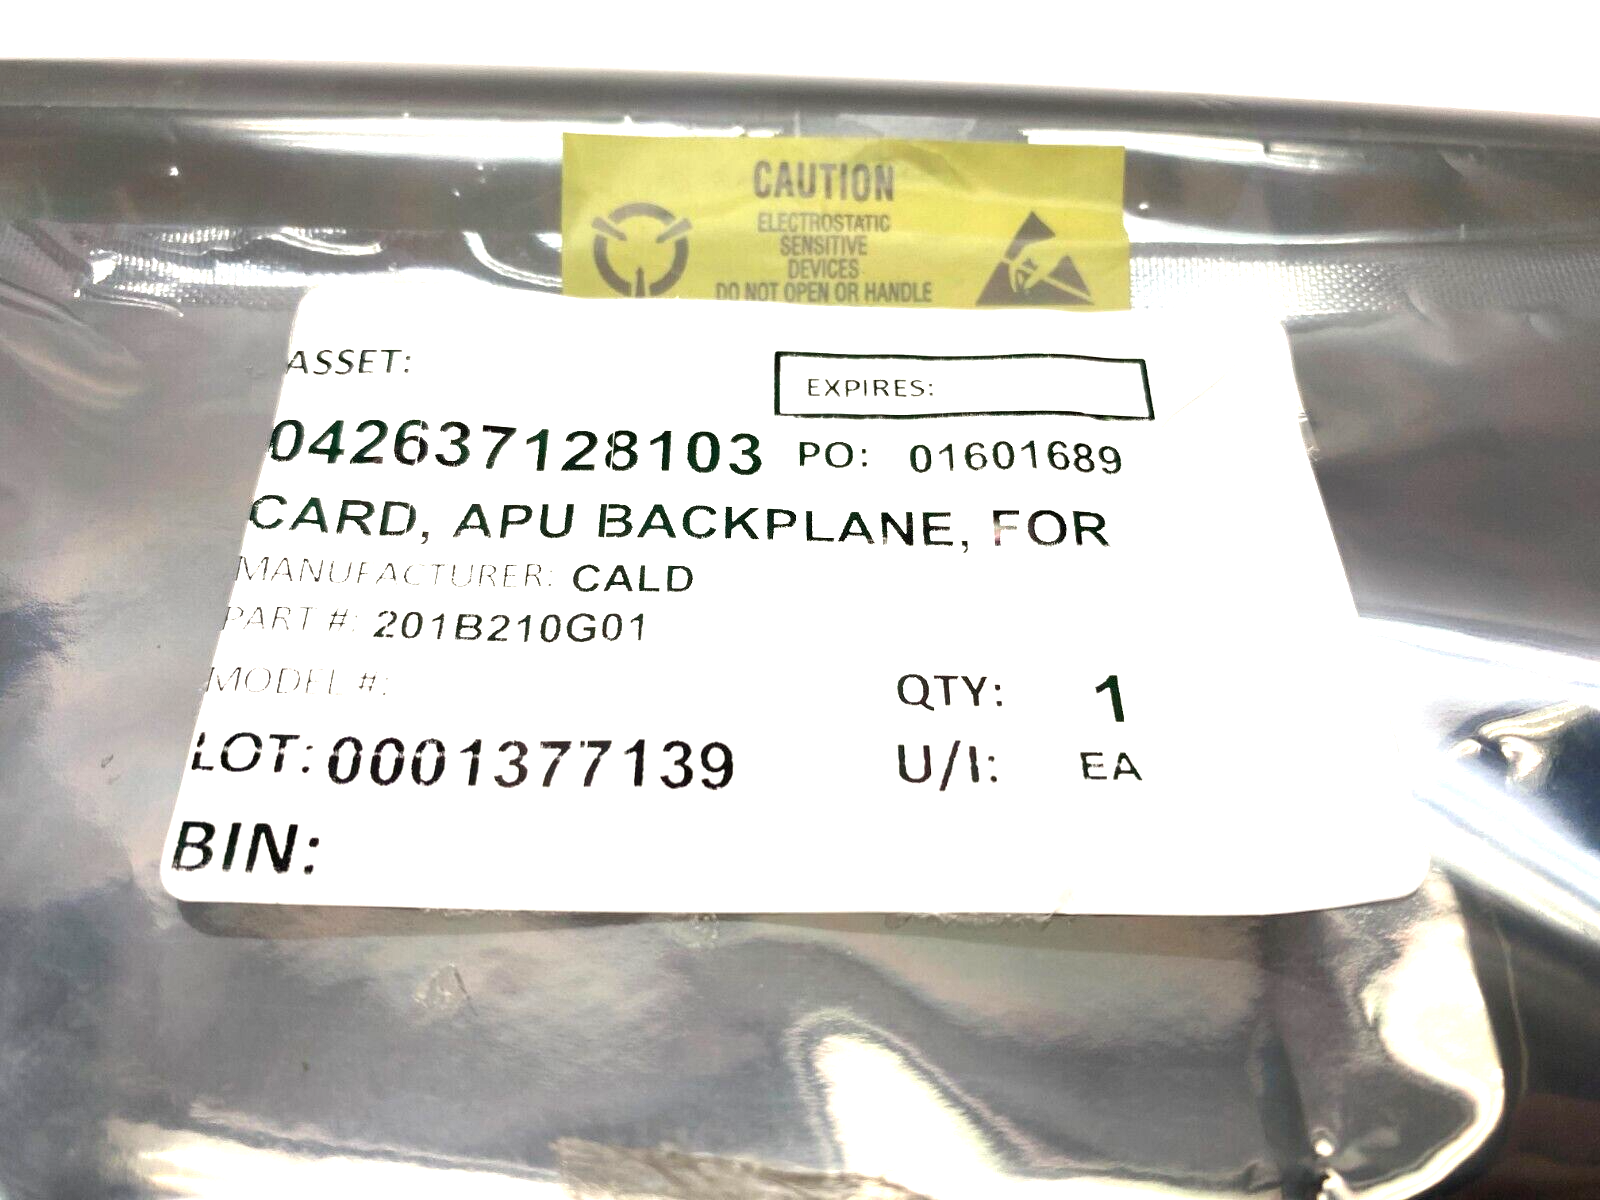 CAUTION
ELECTROSTATIC
SENSITIVE
DEVICES
DO NOT OPEN OR HANDLE
ASSET:
EXPIRES:
042637128103 PO: 01601689
CARD, APU BACKPLANE, FOR
MANUFACTURER: CALD
PART #: 201B210G01
MODEL #:
QTY: 1
LOT: 0001377139
U/I: EA
BIN: